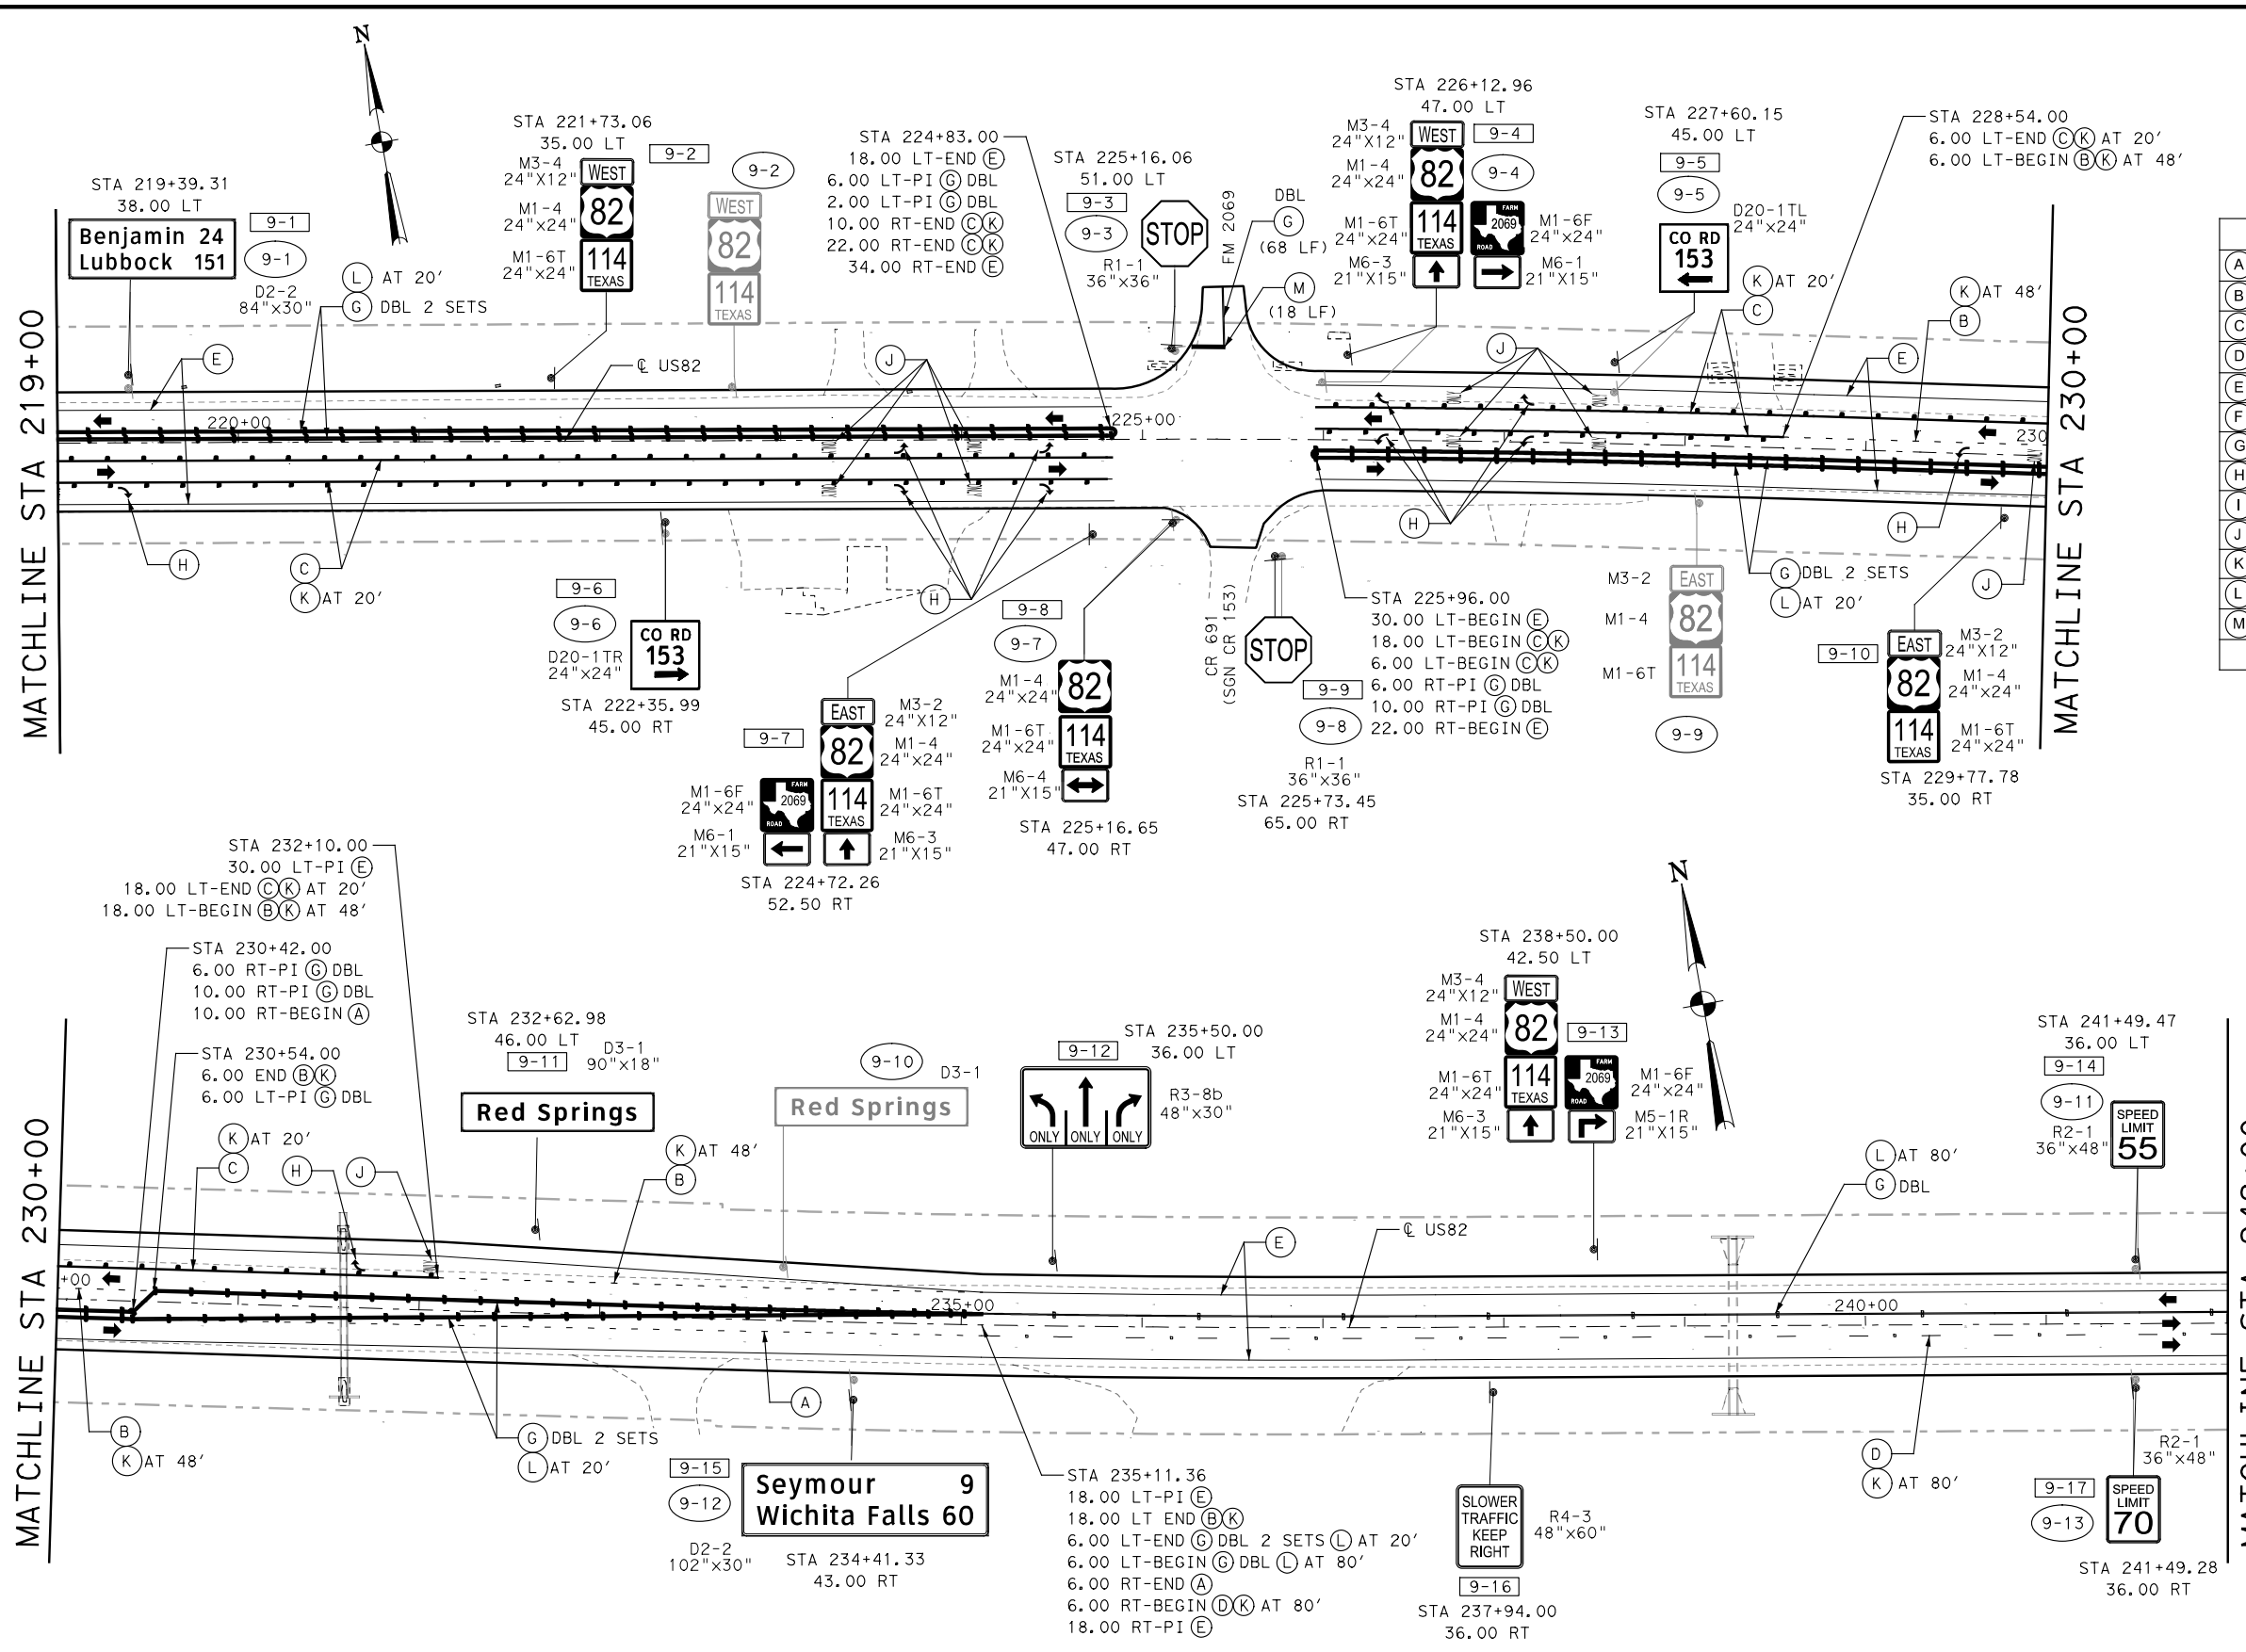 N
STA 219+39.31
38.00 LT
Benjamin 24
Lubbock 151
9-1
9-1
D2-2
84"x30"
L AT 20'
G DBL 2 SETS
STA 221+73.06
35.00 LT
9-2
M3-4
24"X12"
WEST
M1-4
24"x24"
82
M1-6T
24"x24"
114
TEXAS
9-2
WEST
82
114
TEXAS
STA 224+83.00
18.00 LT-END E
6.00 LT-PI G DBL
2.00 LT-PI G DBL
10.00 RT-END C K
22.00 RT-END C K
34.00 RT-END E
STA 225+16.06
51.00 LT
9-3
9-3
STOP
R1-1
36"x36"
FM 2069
DBL
G
(68 LF)
M
(18 LF)
STA 226+12.96
47.00 LT
M3-4
24"X12"
WEST
9-4
M1-4
24"x24"
82
9-4
M1-6T
24"x24"
114
TEXAS
FARM
2069
ROAD
M1-6F
24"x24"
M6-3
21"X15"
M6-1
21"X15"
STA 227+60.15
45.00 LT
9-5
9-5
D20-1TL
24"x24"
CO RD
153
K AT 20'
C
STA 228+54.00
6.00 LT-END C K AT 20'
6.00 LT-BEGIN B K AT 48'
K AT 48'
B
A
B
C
D
E
F
G
H
I
J
K
L
M
MATCHLINE STA 219+00
E
J
℄ US82
J
E
220+00
225+00
230
ONLY
ONLY
MATCHLINE STA 230+00
H
C
K AT 20'
9-6
9-6
D20-1TR
24"x24"
CO RD
153
STA 222+35.99
45.00 RT
H
9-7
EAST
M3-2
24"X12"
82
M1-4
24"x24"
M1-6F
24"x24"
FARM
2069
ROAD
114
TEXAS
M1-6T
24"x24"
M6-1
21"X15"
M6-3
21"X15"
STA 224+72.26
52.50 RT
9-8
9-7
M1-4
24"x24"
82
M1-6T
24"x24"
114
TEXAS
M6-4
21"X15"
STA 225+16.65
47.00 RT
CR 691
(SGN CR 153)
STOP
9-9
9-8
R1-1
36"x36"
STA 225+73.45
65.00 RT
H
STA 225+96.00
30.00 LT-BEGIN E
18.00 LT-BEGIN C K
6.00 LT-BEGIN C K
6.00 RT-PI G DBL
10.00 RT-PI G DBL
22.00 RT-BEGIN E
M3-2
EAST
M1-4
82
M1-6T
114
TEXAS
9-9
G DBL 2 SETS
L AT 20'
H
J
9-10
EAST
M3-2
24"X12"
82
M1-4
24"x24"
114
TEXAS
M1-6T
24"x24"
STA 229+77.78
35.00 RT
STA 232+10.00
30.00 LT-PI E
18.00 LT-END C K AT 20'
18.00 LT-BEGIN B K AT 48'
STA 230+42.00
6.00 RT-PI G DBL
10.00 RT-PI G DBL
10.00 RT-BEGIN A
STA 230+54.00
6.00 END B K
6.00 LT-PI G DBL
K AT 20'
C
H
J
STA 232+62.98
46.00 LT
9-11
D3-1
90"x18"
Red Springs
K AT 48'
B
9-10
D3-1
Red Springs
STA 235+50.00
36.00 LT
9-12
ONLY ONLY ONLY
R3-8b
48"x30"
STA 238+50.00
42.50 LT
M3-4
24"X12"
WEST
M1-4
24"x24"
82
9-13
M1-6T
24"x24"
114
TEXAS
FARM
2069
ROAD
M1-6F
24"x24"
M6-3
21"X15"
M5-1R
21"X15"
N
STA 241+49.47
36.00 LT
9-14
9-11
R2-1
36"x48"
SPEED
LIMIT
55
L AT 80'
G DBL
E
℄ US82
MATCHLINE STA 230+00
+00
235+00
240+00
B
K AT 48'
G DBL 2 SETS
L AT 20'
A
9-15
9-12
D2-2
102"x30"
Seymour 9
Wichita Falls 60
STA 234+41.33
43.00 RT
STA 235+11.36
18.00 LT-PI E
18.00 LT END B K
6.00 LT-END G DBL 2 SETS L AT 20'
6.00 LT-BEGIN G DBL L AT 80'
6.00 RT-END A
6.00 RT-BEGIN D K AT 80'
18.00 RT-PI E
SLOWER
TRAFFIC
KEEP
RIGHT
R4-3
48"x60"
9-16
STA 237+94.00
36.00 RT
D
K AT 80'
R2-1
36"x48"
9-17
9-13
SPEED
LIMIT
70
STA 241+49.28
36.00 RT